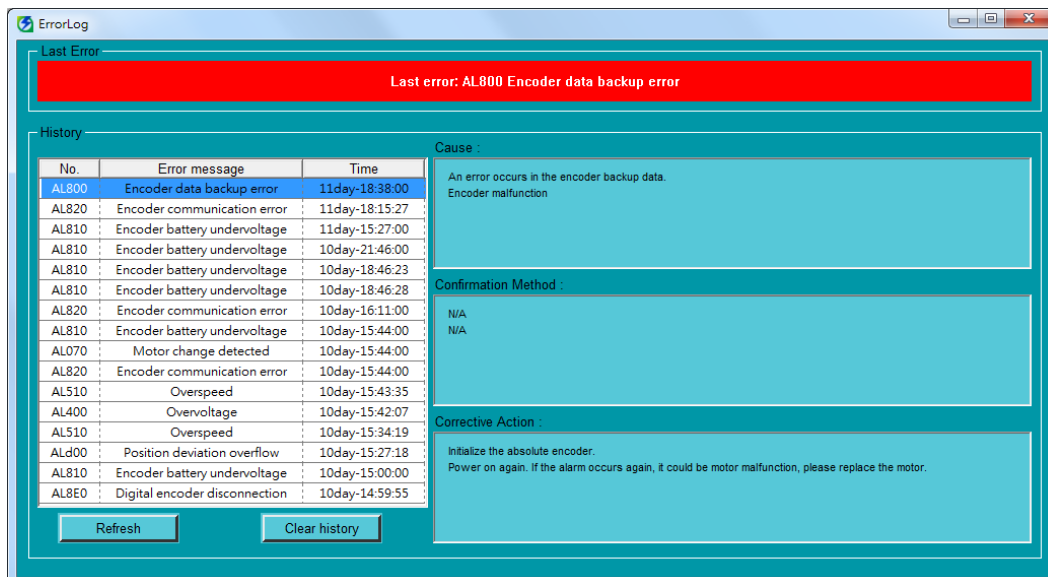 ErrorLog
Last Error
Last error: AL800 Encoder data backup error
History
No. Error message Time
AL800 Encoder data backup error 11day-18:38:00
AL820 Encoder communication error 11day-18:15:27
AL810 Encoder battery undervoltage 11day-15:27:00
AL810 Encoder battery undervoltage 10day-21:46:00
AL810 Encoder battery undervoltage 10day-18:46:23
AL810 Encoder battery undervoltage 10day-18:46:28
AL820 Encoder communication error 10day-16:11:00
AL810 Encoder battery undervoltage 10day-15:44:00
AL070 Motor change detected 10day-15:44:00
AL820 Encoder communication error 10day-15:44:00
AL510 Overspeed 10day-15:43:35
AL400 Overvoltage 10day-15:42:07
AL510 Overspeed 10day-15:34:19
ALd00 Position deviation overflow 10day-15:27:18
AL810 Encoder battery undervoltage 10day-15:00:00
AL8E0 Digital encoder disconnection 10day-14:59:55
Refresh
Clear history
Cause :
An error occurs in the encoder backup data.
Encoder malfunction
Confirmation Method :
N/A
N/A
Corrective Action :
Initialize the absolute encoder.
Power on again. If the alarm occurs again, it could be motor malfunction, please replace the motor.